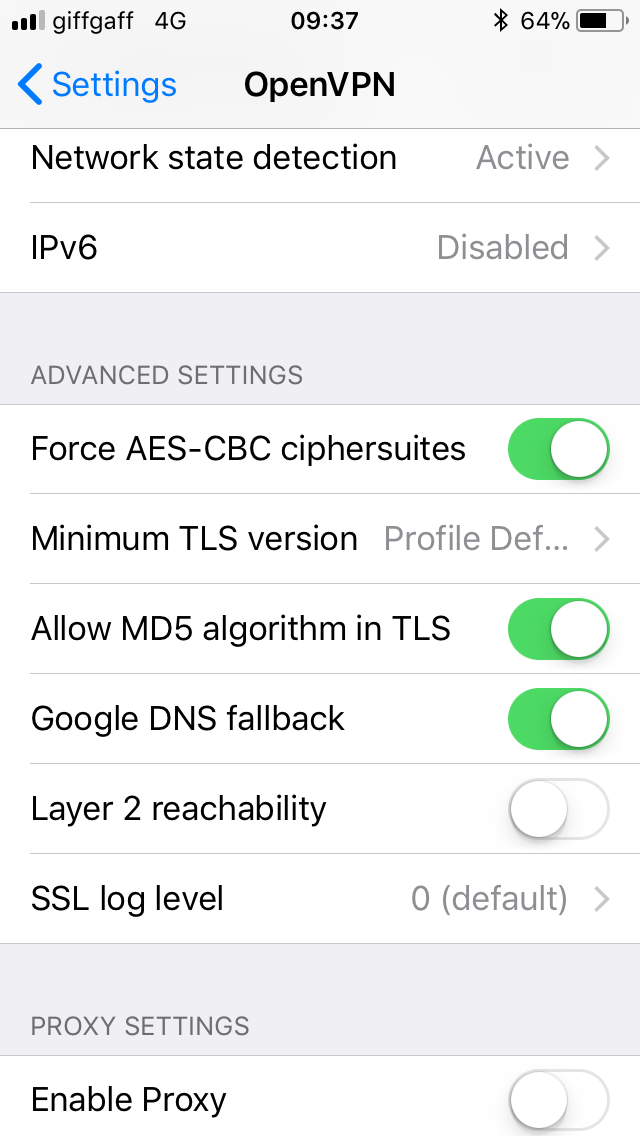 giffgaff 4G 09:37 64%
Settings OpenVPN
Network state detection Active
IPv6 Disabled
ADVANCED SETTINGS
Force AES-CBC ciphersuites
Minimum TLS version Profile Def...
Allow MD5 algorithm in TLS
Google DNS fallback
Layer 2 reachability
SSL log level 0 (default)
PROXY SETTINGS
Enable Proxy